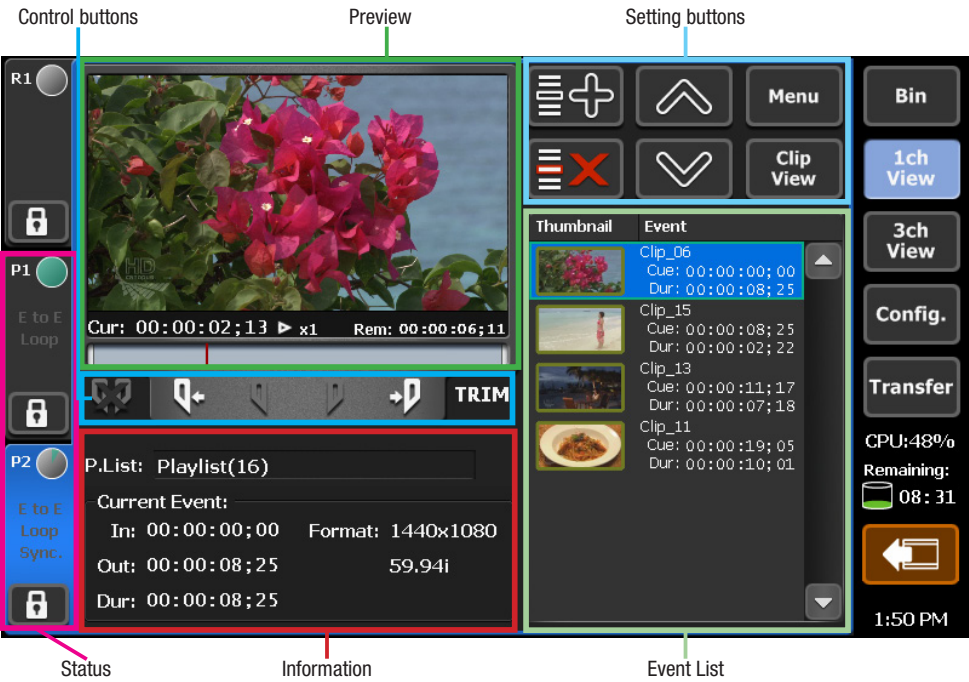 Control buttons
Preview
Setting buttons
R1
P1
E to E
Loop
P2
E to E
Loop
Sync.
HD
Cur: 00:00:02;13 x1 Rem: 00:00:06;11
TRIM
P.List: Playlist(16)
Current Event:
In: 00:00:00;00 Format: 1440x1080
Out: 00:00:08;25 59.94i
Dur: 00:00:08;25
Menu
Clip
View
Thumbnail Event
Clip_06
Cue: 00:00:00;00
Dur: 00:00:08;25
Clip_15
Cue: 00:00:08;25
Dur: 00:00:02;22
Clip_13
Cue: 00:00:11;17
Dur: 00:00:07;18
Clip_11
Cue: 00:00:19;05
Dur: 00:00:10;01
Bin
1ch
View
3ch
View
Config.
Transfer
CPU:48%
Remaining:
08:31
1:50 PM
Status
Information
Event List